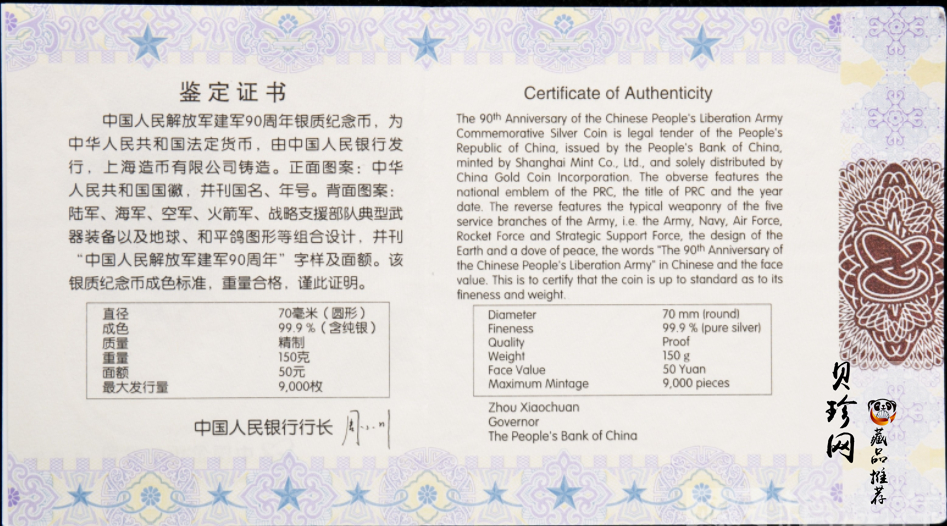 鉴定证书
中国人民解放军建军90周年银质纪念币，为
中华人民共和国法定货币，由中国人民银行发
行，上海造币有限公司铸造。正面图案：中华
人民共和国国徽，并刊国名、年号。背面图案：
陆军、海军、空军、火箭军、战略支援部队典型武
器装备以及地球、和平鸽图形等组合设计，并刊
“中国人民解放军建军90周年”字样及面额。该
银质纪念币成色标准，重量合格，谨此证明。
直径 70毫米（圆形）
成色 99.9％（含纯银）
质量 精制
重量 150克
面额 50元
最大发行量 9,000枚
中国人民银行行长
Certificate of Authenticity
The 90th Anniversary of the Chinese People's Liberation Army
Commemorative Silver Coin is legal tender of the People's
Republic of China, issued by the People's Bank of China,
minted by Shanghai Mint Co., Ltd., and solely distributed by
China Gold Coin Incorporation. The obverse features the
national emblem of the PRC, the title of PRC and the year
date. The reverse features the typical weaponry of the five
service branches of the Army, i.e. the Army, Navy, Air Force,
Rocket Force and Strategic Support Force, the design of the
Earth and a dove of peace, the words "The 90th Anniversary of
the Chinese People's Liberation Army" in Chinese and the face
value. This is to certify that the coin is up to standard as to its
fineness and weight.
Diameter 70 mm (round)
Fineness 99.9 % (pure silver)
Quality Proof
Weight 150 g
Face Value 50 Yuan
Maximum Mintage 9,000 pieces
Zhou Xiaochuan
Governor
The People's Bank of China
贝珍网
藏品推荐